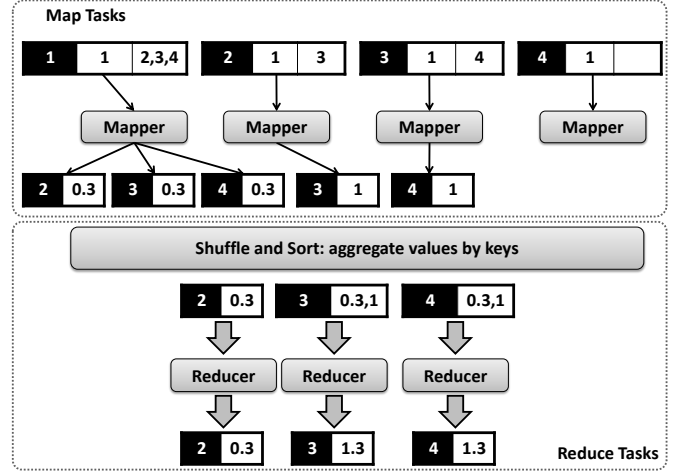 Map Tasks
1 1 2,3,4 2 1 3 3 1 4 4 1
Mapper Mapper Mapper Mapper
2 0.3 3 0.3 4 0.3 3 1 4 1
Shuffle and Sort: aggregate values by keys
2 0.3 3 0.3,1 4 0.3,1
Reducer Reducer Reducer
2 0.3 3 1.3 4 1.3
Reduce Tasks